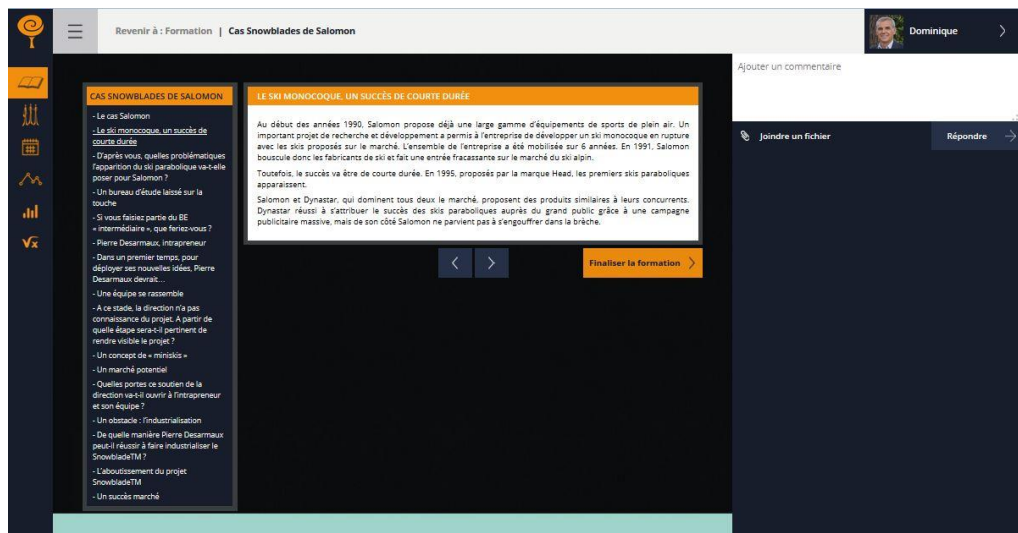 Revenir à : Formation | Cas Snowblades de Salomon
Dominique
Ajouter un commentaire
Joindre un fichier
Répondre
CAS SNOWBLADES DE SALOMON
- Le cas Salomon
- Le ski monocoque, un succès de
courte durée
- D'après vous, quelles problématiques
l'apparition du ski parabolique va-t-elle
poser pour Salomon ?
- Un bureau d'étude laissé sur la
touche
- Si vous faisiez partie du BE
« intermédiaire », que feriez-vous ?
- Pierre Desarmaux, intrapreneur
- Dans un premier temps, pour
déployer ses nouvelles idées, Pierre
Desarmaux devrait…
- Une équipe se rassemble
- A ce stade, la direction n'a pas
connaissance du projet. A partir de
quelle étape sera-t-il pertinent de
rendre visible le projet ?
- Un concept de « miniskis »
- Un marché potentiel
- Quelles portes ce soutien de la
direction va-t-il ouvrir à l'intrapreneur
et son équipe ?
- Un obstacle : l'industrialisation
- De quelle manière Pierre Desarmaux
peut-il réussir à faire industrialiser le
SnowbladeTM ?
- L'aboutissement du projet
SnowbladeTM
- Un succès marché
LE SKI MONOCOQUE, UN SUCCÈS DE COURTE DURÉE
Au début des années 1990, Salomon propose déjà une large gamme d'équipements de sports de plein air. Un
important projet de recherche et développement a permis à l'entreprise de développer un ski monocoque en rupture
avec les skis proposés sur le marché. L'ensemble de l'entreprise a été mobilisée sur 6 années. En 1991, Salomon
bouscule donc les fabricants de ski et fait une entrée fracassante sur le marché du ski alpin.
Toutefois, le succès va être de courte durée. En 1995, proposés par la marque Head, les premiers skis paraboliques
apparaissent.
Salomon et Dynastar, qui dominent tous deux le marché, proposent des produits similaires à leurs concurrents.
Dynastar réussi à s'attribuer le succès des skis paraboliques auprès du grand public grâce à une campagne
publicitaire massive, mais de son côté Salomon ne parvient pas à s'engouffrer dans la brèche.
Finaliser la formation